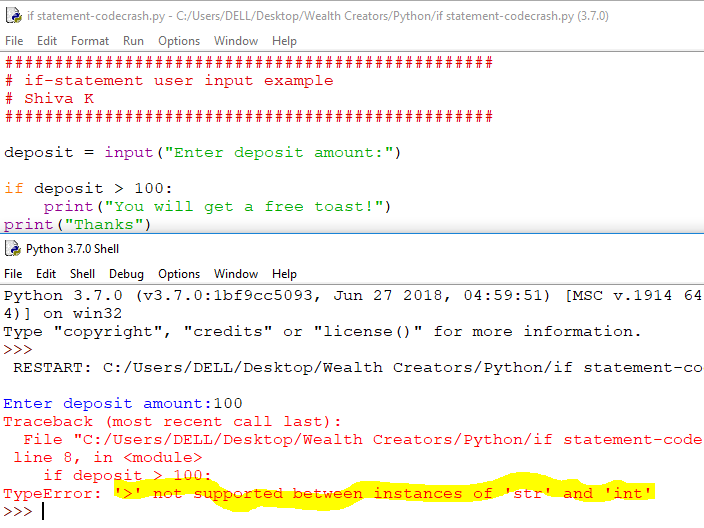 if statement-codecrash.py - C:/Users/DELL/Desktop/Wealth Creators/Python/if statement-codecrash.py (3.7.0)
File Edit Format Run Options Window Help
#################################################
# if-statement user input example
# Shiva K
#################################################
deposit = input("Enter deposit amount:")
if deposit > 100:
    print("You will get a free toast!")
print("Thanks")
Python 3.7.0 Shell
File Edit Shell Debug Options Window Help
Python 3.7.0 (v3.7.0:1bf9cc5093, Jun 27 2018, 04:59:51) [MSC v.1914 64
4)] on win32
Type "copyright", "credits" or "license()" for more information.
>>>
 RESTART: C:/Users/DELL/Desktop/Wealth Creators/Python/if statement-co
Enter deposit amount:100
Traceback (most recent call last):
  File "C:/Users/DELL/Desktop/Wealth Creators/Python/if statement-code
 line 8, in <module>
    if deposit > 100:
TypeError: '>' not supported between instances of 'str' and 'int'
>>>